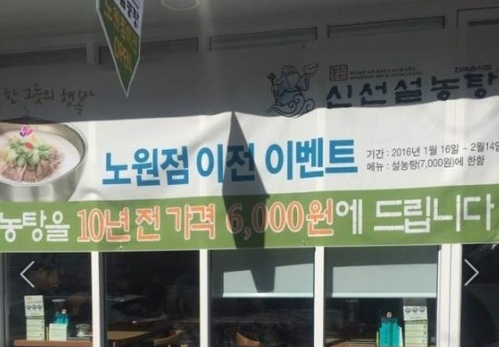 노원점
한 그릇의 행복
신선설농탕
노원점 이전 이벤트
기간 : 2016년 1월 16일 ~ 2월14일
메뉴 : 설농탕(7,000원)에 한함
농탕을 10년 전 가격 6,000원에 드립니다